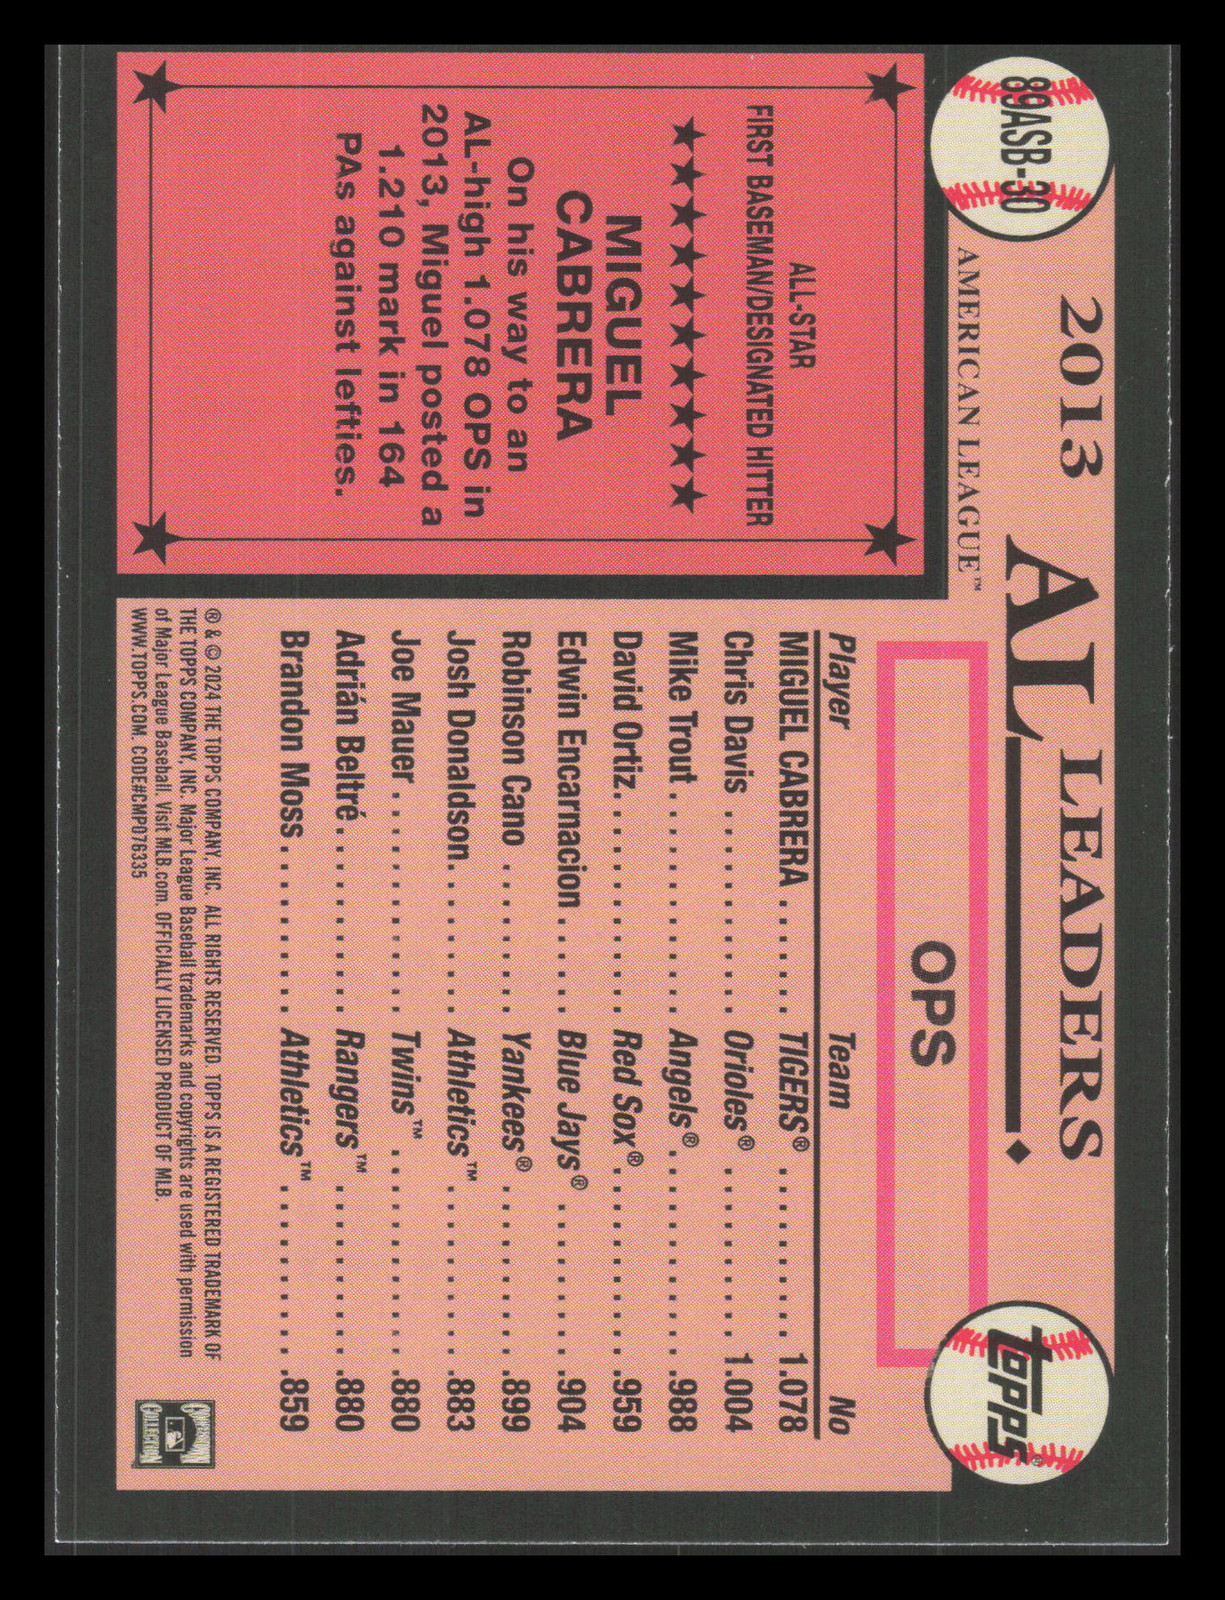 89ASB-30
2013 AL LEADERS
AMERICAN LEAGUE™
topps®
ALL-STAR
FIRST BASEMAN/DESIGNATED HITTER
MIGUEL
CABRERA
On his way to an
AL-high 1.078 OPS in
2013, Miguel posted a
1.210 mark in 164
PAs against lefties.
OPS
Player Team No
MIGUEL CABRERA ...... TIGERS® .......... 1.078
Chris Davis ........... Orioles® .......... 1.004
Mike Trout ............ Angels® ........... .988
David Ortiz ........... Red Sox® .......... .959
Edwin Encarnacion ..... Blue Jays® ........ .904
Robinson Cano ......... Yankees® .......... .899
Josh Donaldson ........ Athletics™ ........ .883
Joe Mauer ............. Twins™ ............ .880
Adrián Beltré ......... Rangers™ .......... .880
Brandon Moss .......... Athletics™ ........ .859
® & © 2024 THE TOPPS COMPANY, INC. ALL RIGHTS RESERVED. TOPPS IS A REGISTERED TRADEMARK OF
THE TOPPS COMPANY, INC. Major League Baseball trademarks and copyrights are used with permission
of Major League Baseball. Visit MLB.com. OFFICIALLY LICENSED PRODUCT OF MLB.
WWW.TOPPS.COM. CODE#CMP076335
COOPERSTOWN
COLLECTION